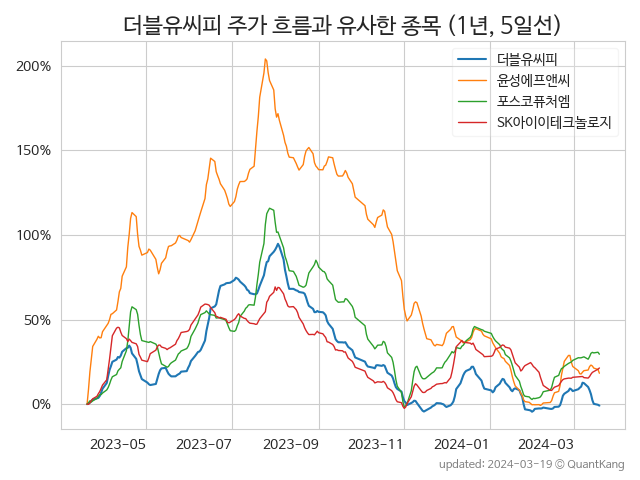 더블유씨피 주가 흐름과 유사한 종목 (1년, 5일선)
더블유씨피
윤성에프앤씨
포스코퓨처엠
SK아이이테크놀로지
200%
150%
100%
50%
0%
2023-05 2023-07 2023-09 2023-11 2024-01 2024-03
updated: 2024-03-19 © QuantKang